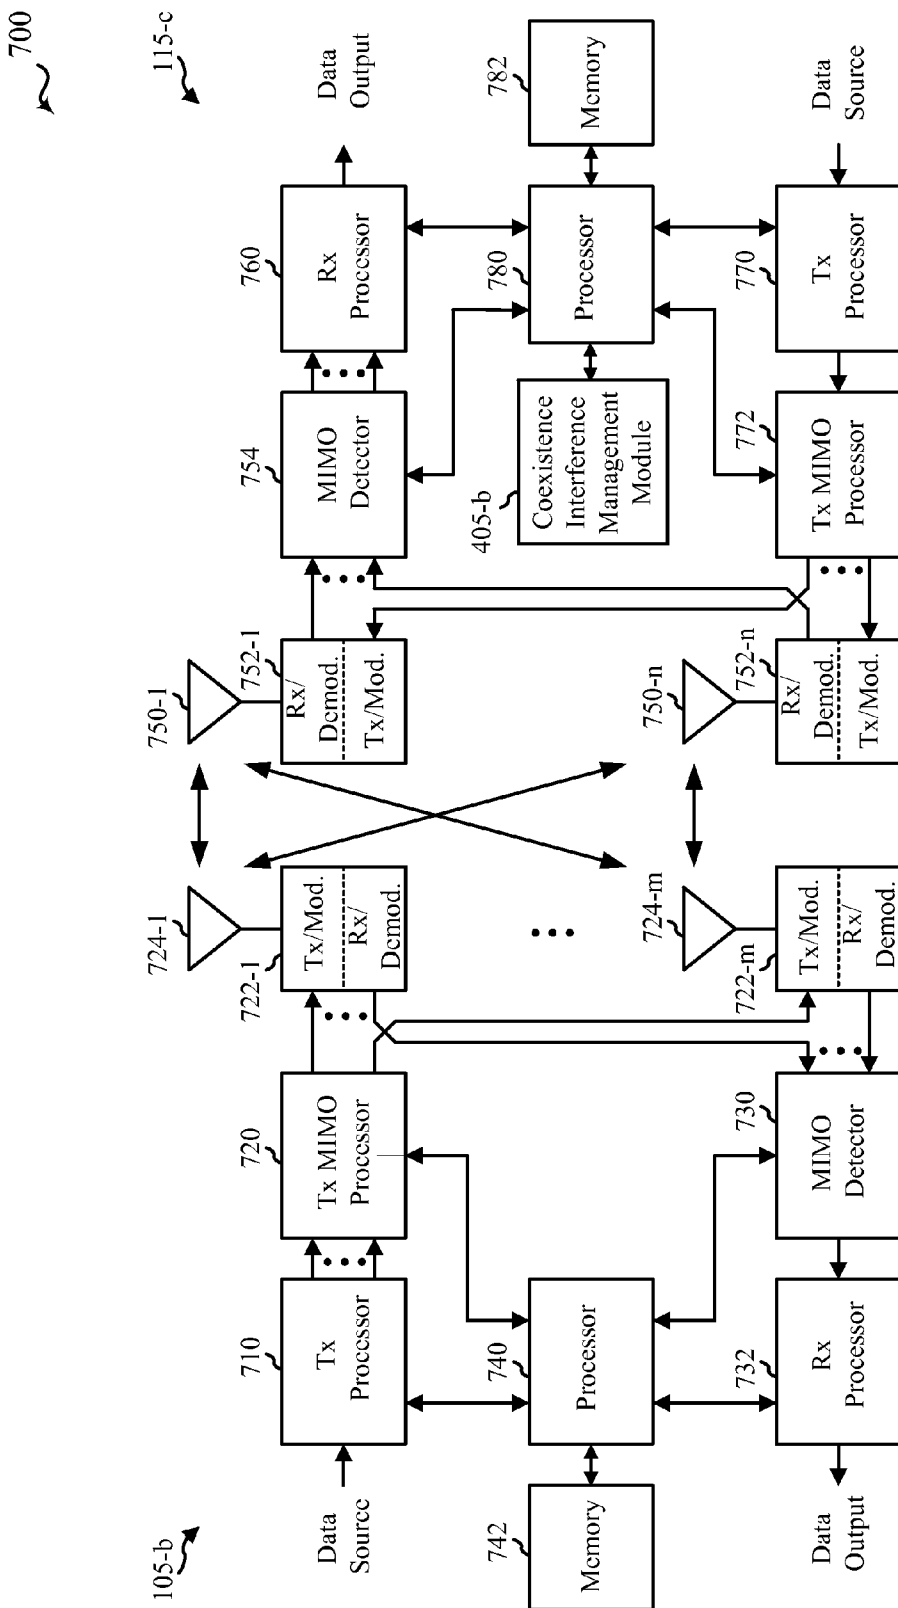 700
105-b
115-c
Data
Source
710
Tx
Processor
720
Tx MIMO
Processor
722-1
Tx/Mod.
Rx/
Demod.
724-1
750-1
752-1
Rx/
Demod.
Tx/Mod.
754
MIMO
Detector
760
Rx
Processor
Data
Output
742
Memory
740
Processor
405-b
Coexistence
Interference
Management
Module
780
Processor
782
Memory
Data
Output
732
Rx
Processor
730
MIMO
Detector
722-m
Tx/Mod.
Rx/
Demod.
724-m
750-n
752-n
Rx/
Demod.
Tx/Mod.
772
Tx MIMO
Processor
770
Tx
Processor
Data
Source